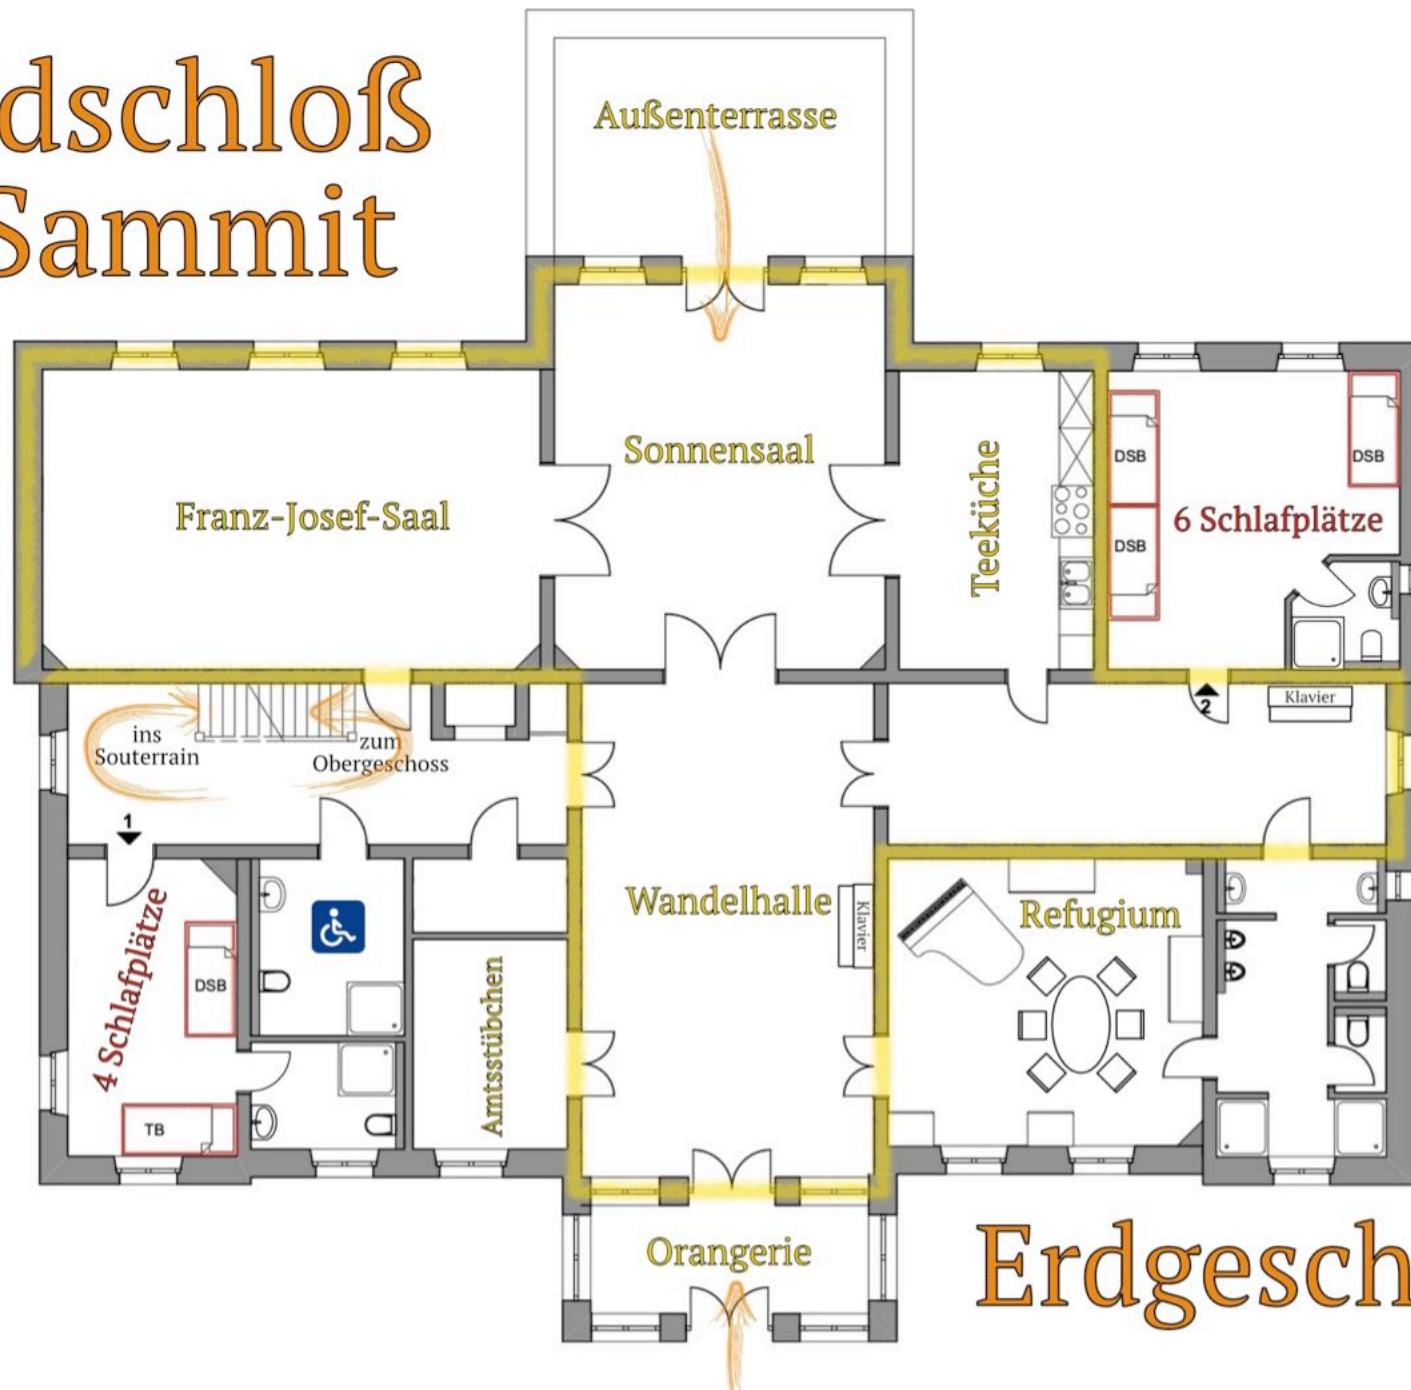 dschloß
Sammit
Außenterrasse
Sonnensaal
Franz-Josef-Saal
Teeküche
DSB
DSB
DSB
6 Schlafplätze
2
Klavier
ins
Souterrain
zum
Obergeschoss
1
4 Schlafplätze
DSB
TB
Amtsstübchen
Wandelhalle
Klavier
Refugium
Orangerie
Erdgesch